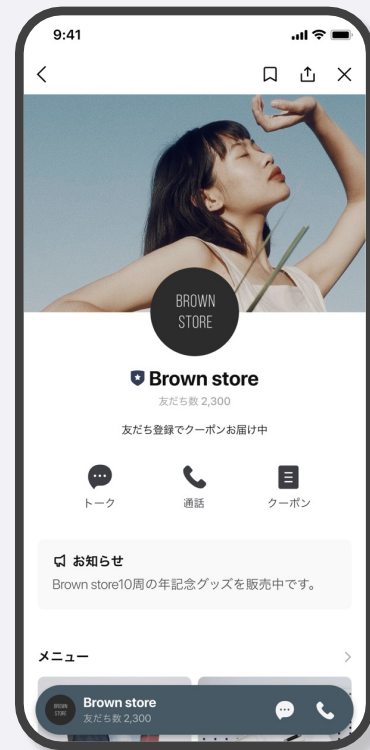 9:41
BROWN
STORE
Brown store
友だち数 2,300
友だち登録でクーポンお届け中
トーク
通話
クーポン
お知らせ
Brown store10周の年記念グッズを販売中です。
メニュー
BROWN
STORE
Brown store
友だち数 2,300